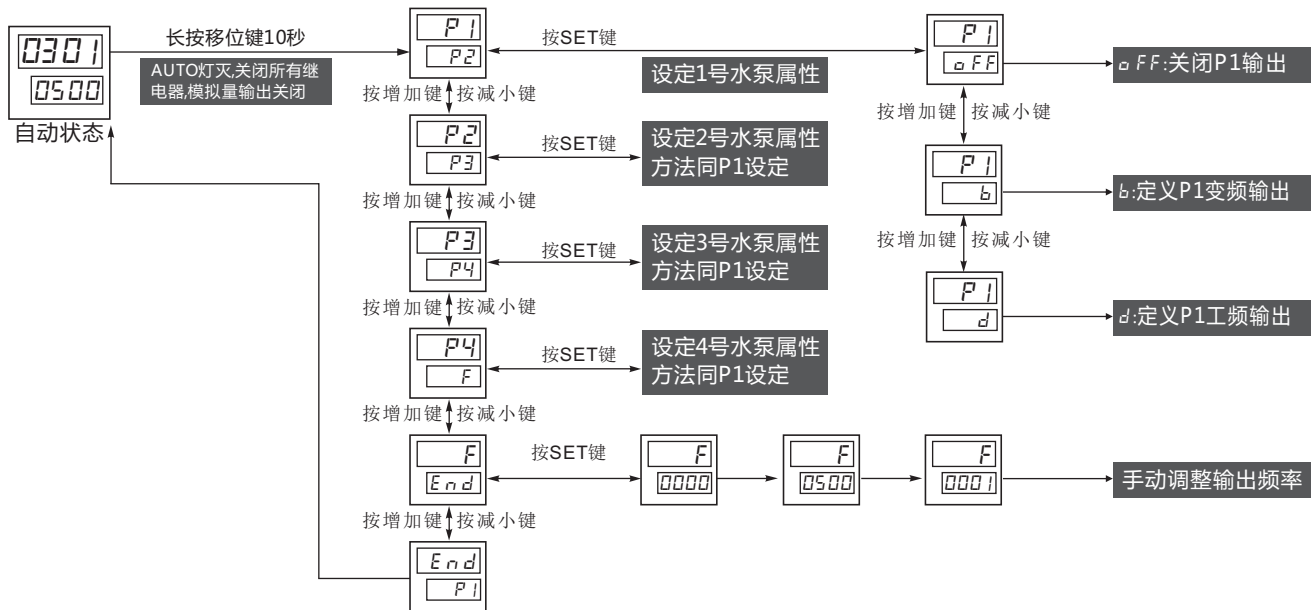 0301
0500
自动状态
长按移位键10秒
AUTO灯灭,关闭所有继
电器,模拟量输出关闭
P1
P2
按SET键
设定1号水泵属性
P1
oFF
oFF:关闭P1输出
按增加键 按减小键
按增加键 按减小键
P2
P3
按SET键
设定2号水泵属性
方法同P1设定
P1
b
b:定义P1变频输出
按增加键 按减小键
按增加键 按减小键
P3
P4
按SET键
设定3号水泵属性
方法同P1设定
P1
d
d:定义P1工频输出
按增加键 按减小键
P4
F
按SET键
设定4号水泵属性
方法同P1设定
按增加键 按减小键
F
End
按SET键
F
0000
F
0500
F
0001
手动调整输出频率
按增加键 按减小键
End
P1